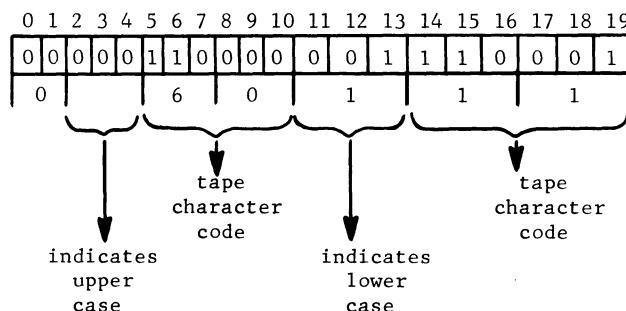 0 1 2 3 4 5 6 7 8 9 10 11 12 13 14 15 16 17 18 19
0 0 0 0 0 1 1 0 0 0 0 0 0 1 1 1 0 0 0 1
0 6 0 1 1 1
tape tape
character character
code code
indicates indicates
upper lower
case case